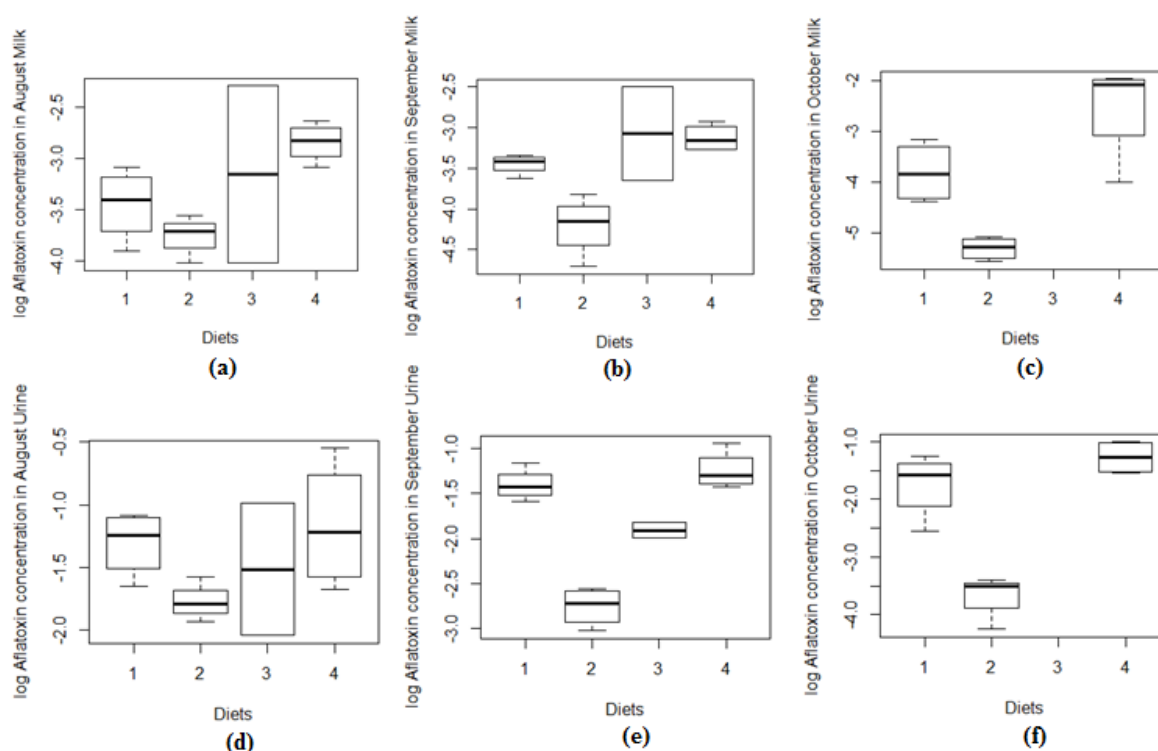 log Aflatoxin concentration in August Milk
-2.5
-3.0
-3.5
-4.0
1 2 3 4
Diets
(a)
log Aflatoxin concentration in September Milk
-2.5
-3.0
-3.5
-4.0
-4.5
1 2 3 4
Diets
(b)
log Aflatoxin concentration in October Milk
-2
-3
-4
-5
1 2 3 4
Diets
(c)
log Aflatoxin concentration in August Urine
-0.5
-1.0
-1.5
-2.0
1 2 3 4
Diets
(d)
log Aflatoxin concentration in September Urine
-1.0
-1.5
-2.0
-2.5
-3.0
1 2 3 4
Diets
(e)
log Aflatoxin concentration in October Urine
-1.0
-2.0
-3.0
-4.0
1 2 3 4
Diets
(f)